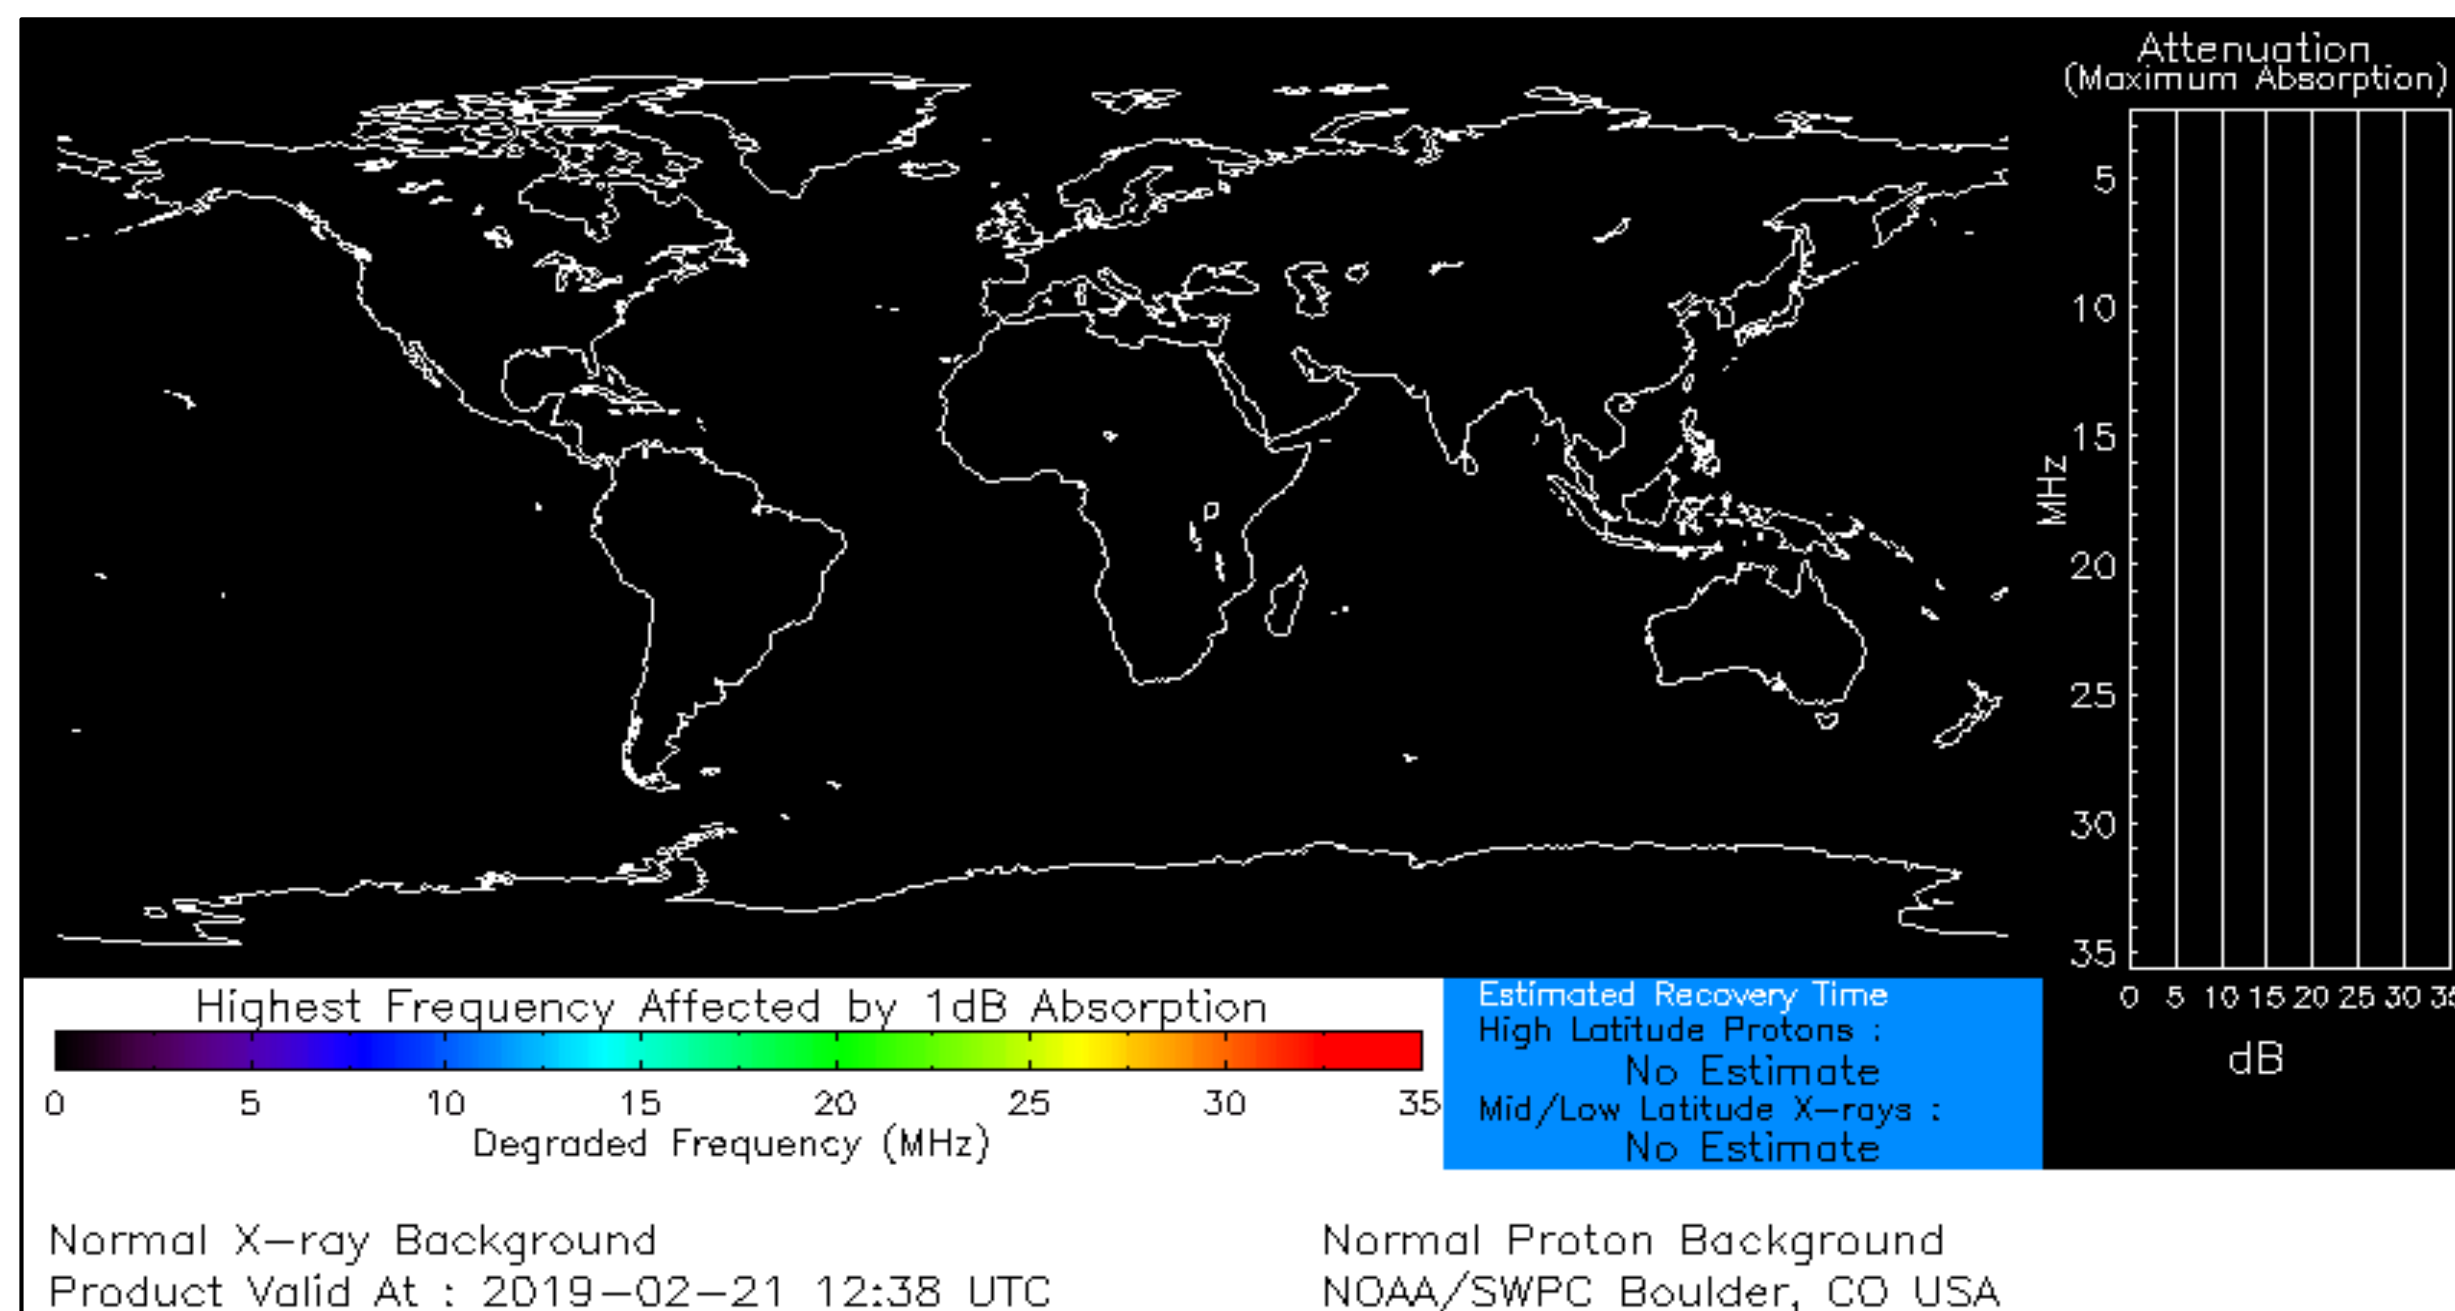 Attenuation
(Maximum Absorption)
5
10
15
20
25
30
35
MHz
0 5 10 15 20 25 30
dB
Highest Frequency Affected by 1dB Absorption
0 5 10 15 20 25 30 35
Degraded Frequency (MHz)
Estimated Recovery Time
High Latitude Protons :
No Estimate
Mid/Low Latitude X-rays :
No Estimate
Normal X-ray Background
Normal Proton Background
Product Valid At : 2019-02-21 12:38 UTC
NOAA/SWPC Boulder, CO USA